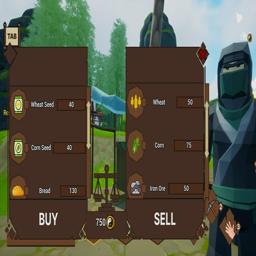 TAB
Wheat Seed 40
Corn Seed 40
Bread 130
BUY
750
Wheat 50
Corn 75
Iron Ore 50
SELL